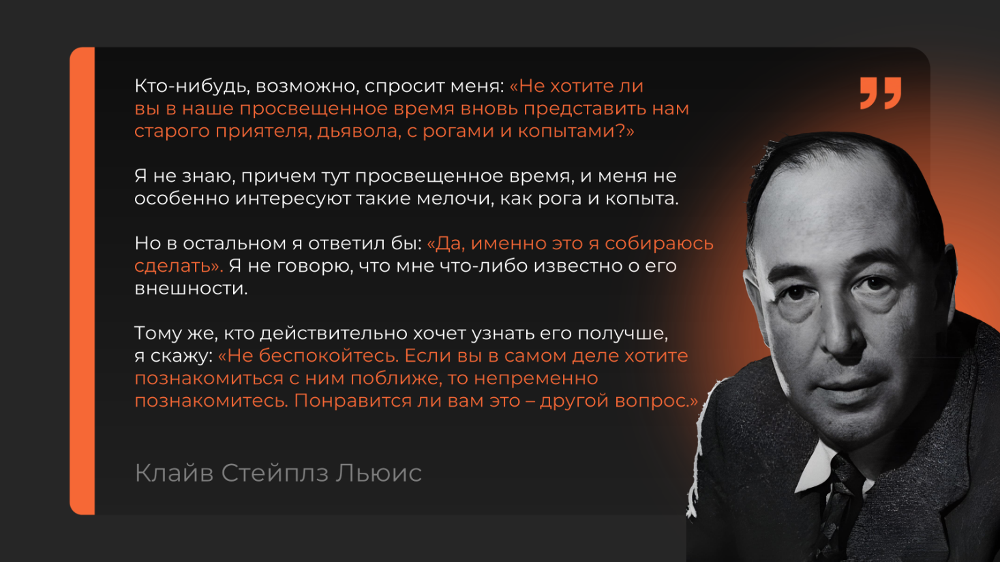 Кто-нибудь, возможно, спросит меня: «Не хотите ли
вы в наше просвещенное время вновь представить нам
старого приятеля, дьявола, с рогами и копытами?»
Я не знаю, причем тут просвещенное время, и меня не
особенно интересуют такие мелочи, как рога и копыта.
Но в остальном я ответил бы: «Да, именно это я собираюсь
сделать». Я не говорю, что мне что-либо известно о его
внешности.
Тому же, кто действительно хочет узнать его получше,
я скажу: «Не беспокойтесь. Если вы в самом деле хотите
познакомиться с ним поближе, то непременно
познакомитесь. Понравится ли вам это – другой вопрос.»
Клайв Стейплз Льюис